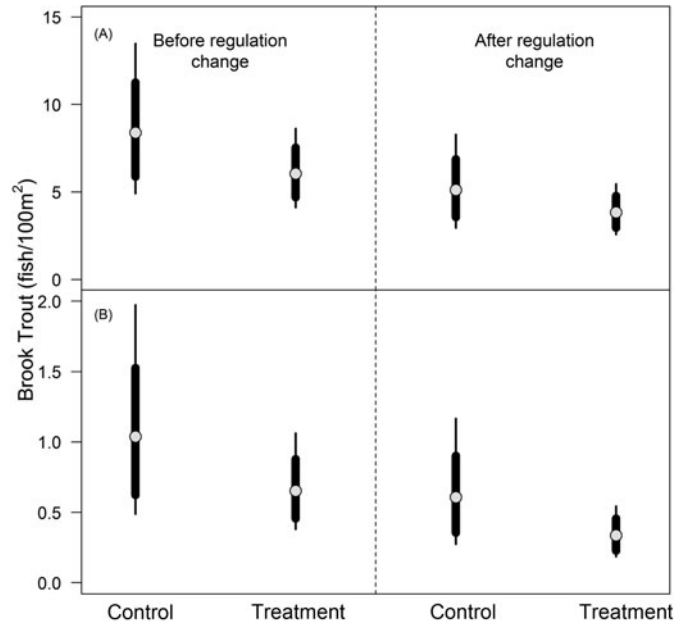 15
(A)
Before regulation
change
After regulation
change
10
5
0
Brook Trout (fish/100m²)
2.0
(B)
1.5
1.0
0.5
0.0
Control
Treatment
Control
Treatment